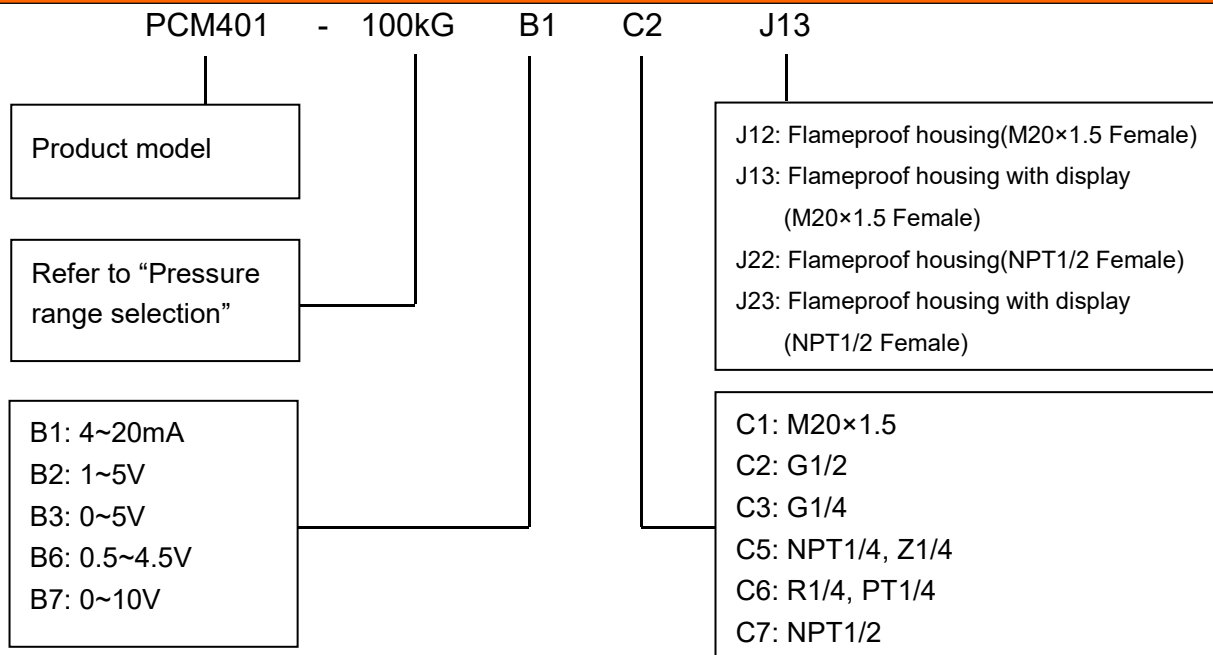 PCM401 - 100kG B1 C2 J13
Product model
Refer to “Pressure
range selection”
B1: 4~20mA
B2: 1~5V
B3: 0~5V
B6: 0.5~4.5V
B7: 0~10V
J12: Flameproof housing(M20×1.5 Female)
J13: Flameproof housing with display
(M20×1.5 Female)
J22: Flameproof housing(NPT1/2 Female)
J23: Flameproof housing with display
(NPT1/2 Female)
C1: M20×1.5
C2: G1/2
C3: G1/4
C5: NPT1/4, Z1/4
C6: R1/4, PT1/4
C7: NPT1/2